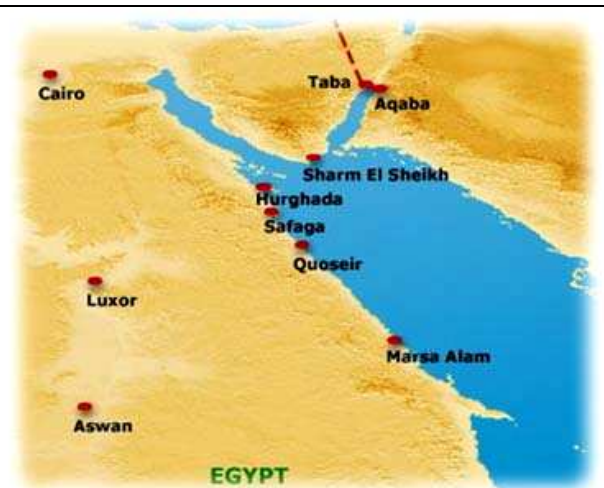 Taba
Cairo
Aqaba
Sharm El Sheikh
Hurghada
Safaga
Quoseir
Luxor
Marsa Alam
Aswan
EGYPT